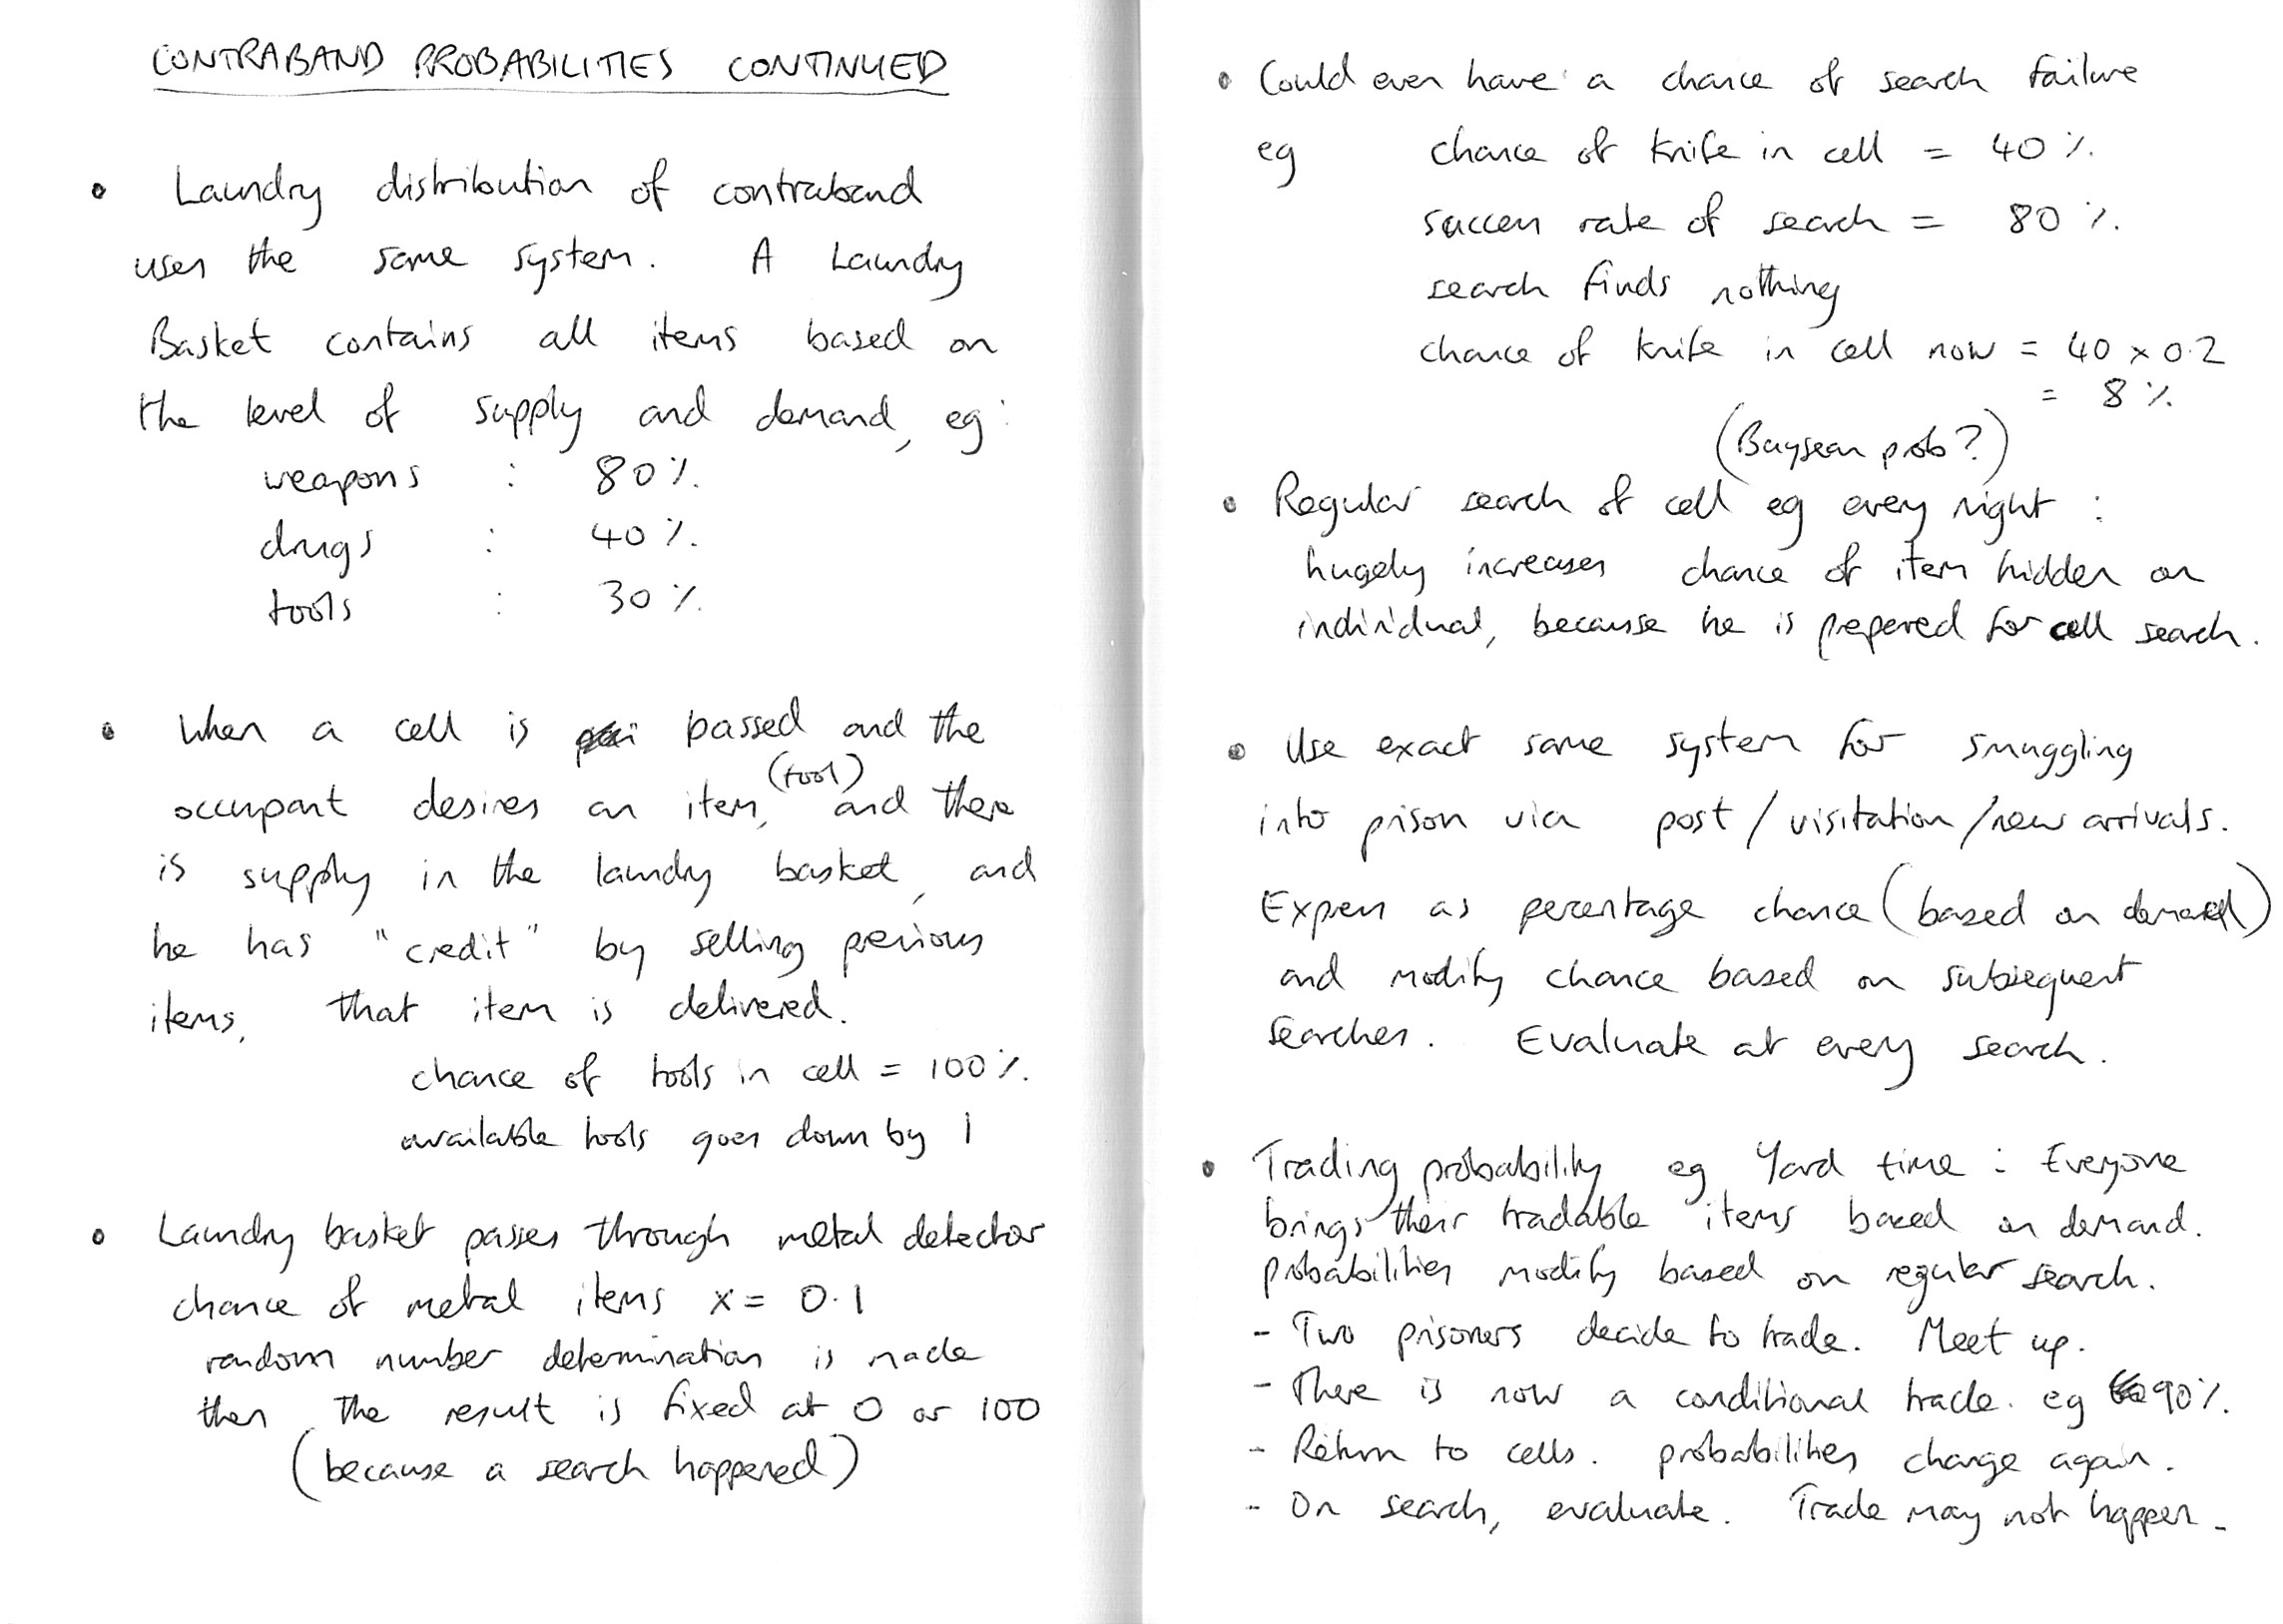 CONTRABAND PROBABILITIES CONTINUED
• Laundry distribution of contraband
uses the same system. A Laundry
Basket contains all items based on
the level of supply and demand, eg:
weapons : 80%
drugs : 40%
tools : 30%
• When a cell is passed and the
(tool)
occupant desires an item, and there
is supply in the laundry basket, and
he has "credit" by selling previous
items, that item is delivered.
chance of tools in cell = 100%
available tools goes down by 1
• Laundry basket passes through metal detector
chance of metal items x= 0.1
random number determination is made
then the result is fixed at 0 or 100
(because a search happened)
• Could even have a chance of search failure
eg chance of knife in cell = 40%
success rate of search = 80%
search finds nothing
chance of knife in cell now = 40 x 0.2
= 8%
(Baysean prob?)
• Regular search of cell eg every night :
hugely increases chance of item hidden on
individual, because he is prepered for cell search.
• Use exact same system for smuggling
into prison via post / visitation / new arrivals.
Express as percentage chance (based on demand)
and modify chance based on subsequent
searches. Evaluate at every search.
• Trading probability eg Yard time : Everyone
brings their tradable items based on demand.
probabilities modify based on regular search.
- Two prisoners decide to trade. Meet up.
- There is now a conditional trade. eg 90%.
- Return to cells. probabilities change again.
- On search, evaluate. Trade may not happen.